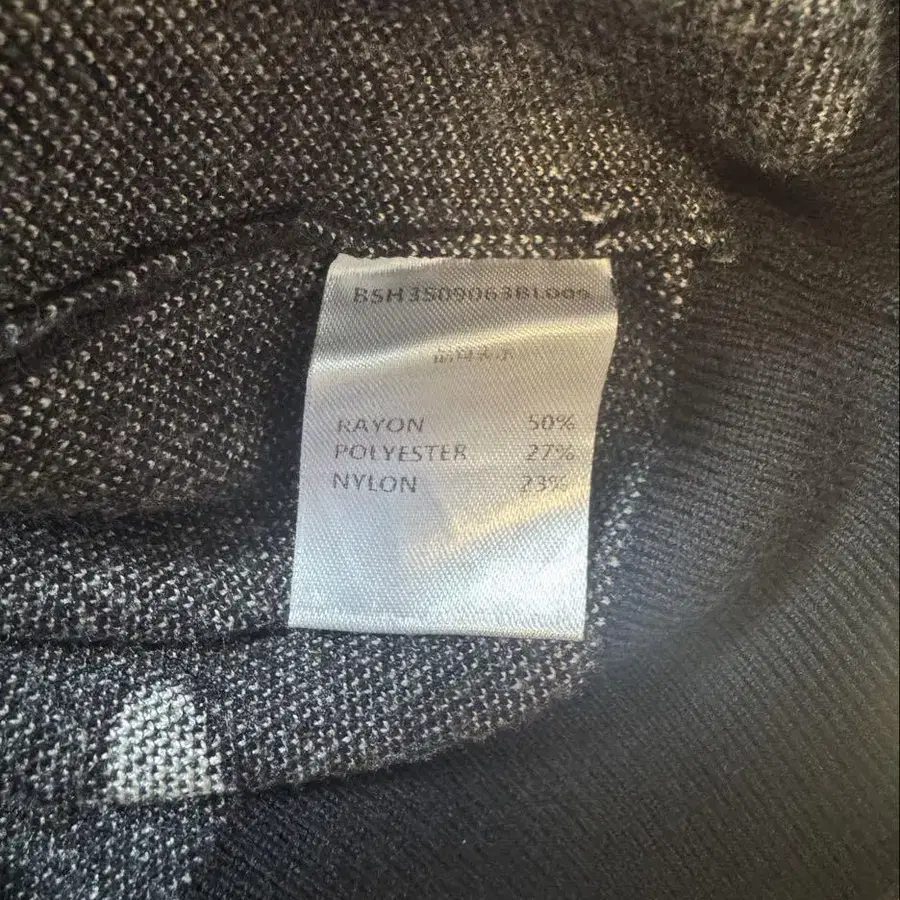 BSH3509063BL009
RAYON 50%
POLYESTER 27%
NYLON 23%